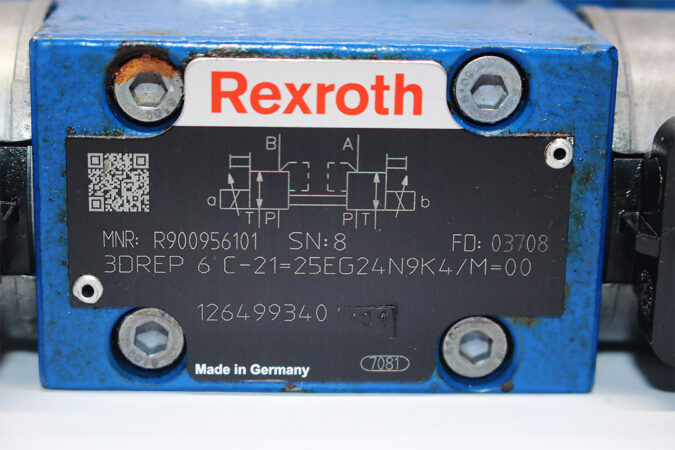 Rexroth
B A
a b
T P P T
MNR: R900956101 SN:8 FD: 03708
3DREP 6 C-21=25EG24N9K4/M=00
126499340
Made in Germany 7081